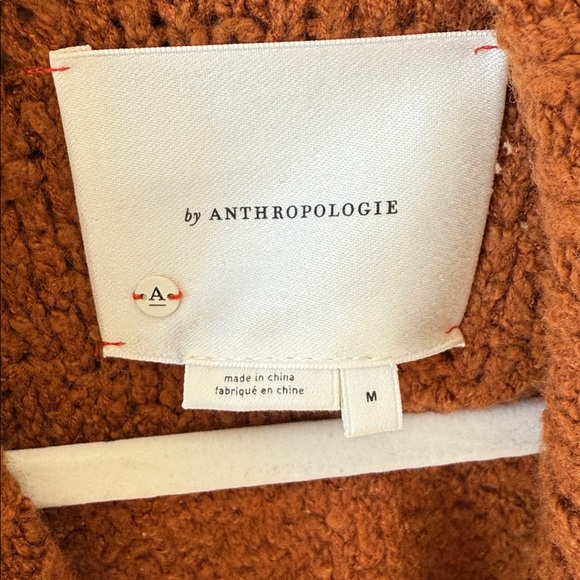 by ANTHROPOLOGIE
A
made in china
fabriqué en chine
M